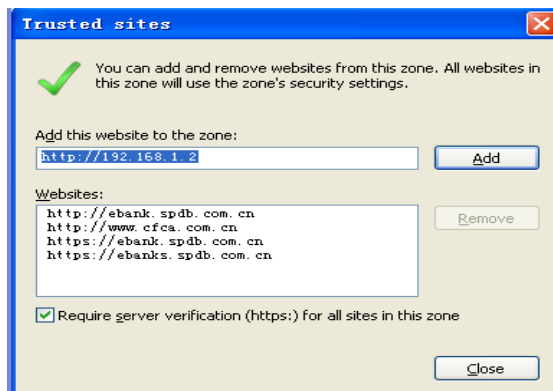 Trusted sites
You can add and remove websites from this zone. All websites in
this zone will use the zone's security settings.
Add this website to the zone:
http://192.168.1.2
Add
Websites:
http://ebank.spdb.com.cn
http://www.cfca.com.cn
https://ebank.spdb.com.cn
https://ebanks.spdb.com.cn
Remove
Require server verification (https:) for all sites in this zone
Close